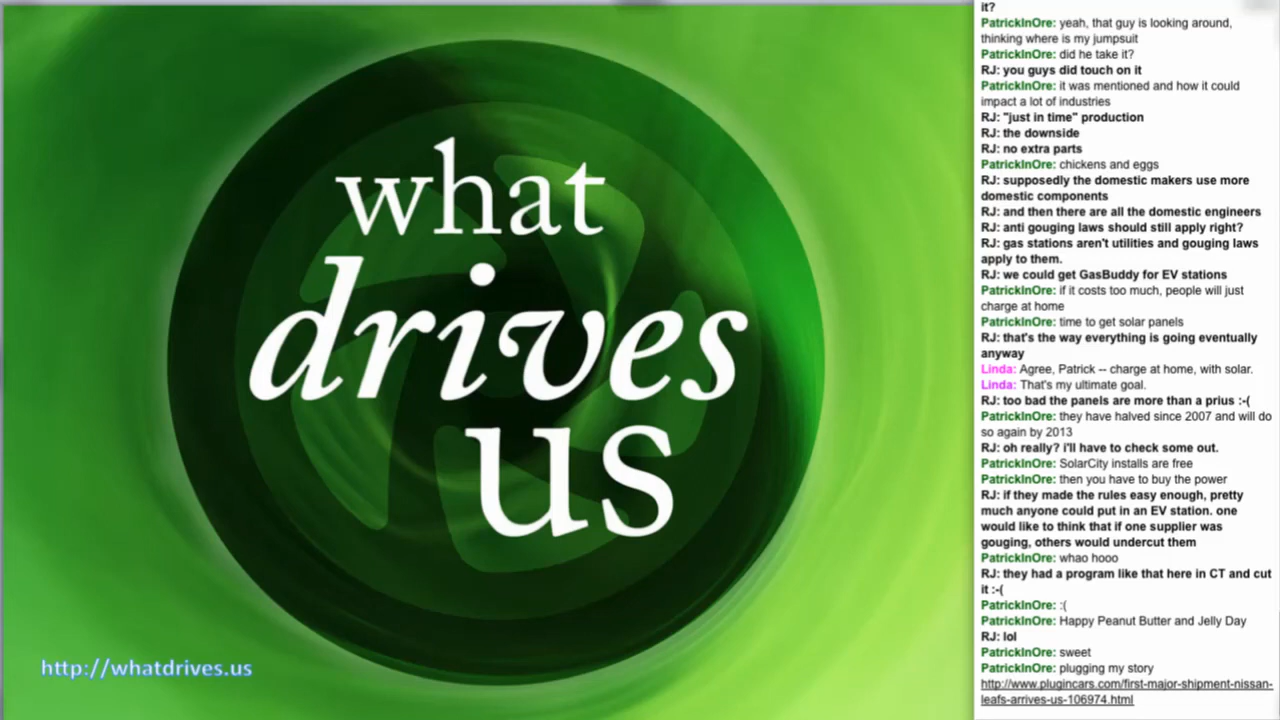 what
drives
us
http://whatdrives.us
it?
PatrickInOre: yeah, that guy is looking around,
thinking where is my jumpsuit
PatrickInOre: did he take it?
RJ: you guys did touch on it
PatrickInOre: it was mentioned and how it could
impact a lot of industries
RJ: "just in time" production
RJ: the downside
RJ: no extra parts
PatrickInOre: chickens and eggs
RJ: supposedly the domestic makers use more
domestic components
RJ: and then there are all the domestic engineers
RJ: anti gouging laws should still apply right?
RJ: gas stations aren't utilities and gouging laws
apply to them.
RJ: we could get GasBuddy for EV stations
PatrickInOre: if it costs too much, people will just
charge at home
PatrickInOre: time to get solar panels
RJ: that's the way everything is going eventually
anyway
Linda: Agree, Patrick -- charge at home, with solar.
Linda: That's my ultimate goal.
RJ: too bad the panels are more than a prius :-(
PatrickInOre: they have halved since 2007 and will do
so again by 2013
RJ: oh really? i'll have to check some out.
PatrickInOre: SolarCity installs are free
PatrickInOre: then you have to buy the power
RJ: if they made the rules easy enough, pretty
much anyone could put in an EV station. one
would like to think that if one supplier was
gouging, others would undercut them
PatrickInOre: whao hooo
RJ: they had a program like that here in CT and cut
it :-(
PatrickInOre: :(
PatrickInOre: Happy Peanut Butter and Jelly Day
RJ: lol
PatrickInOre: sweet
PatrickInOre: plugging my story
http://www.plugincars.com/first-major-shipment-nissan-
leafs-arrives-us-106974.html